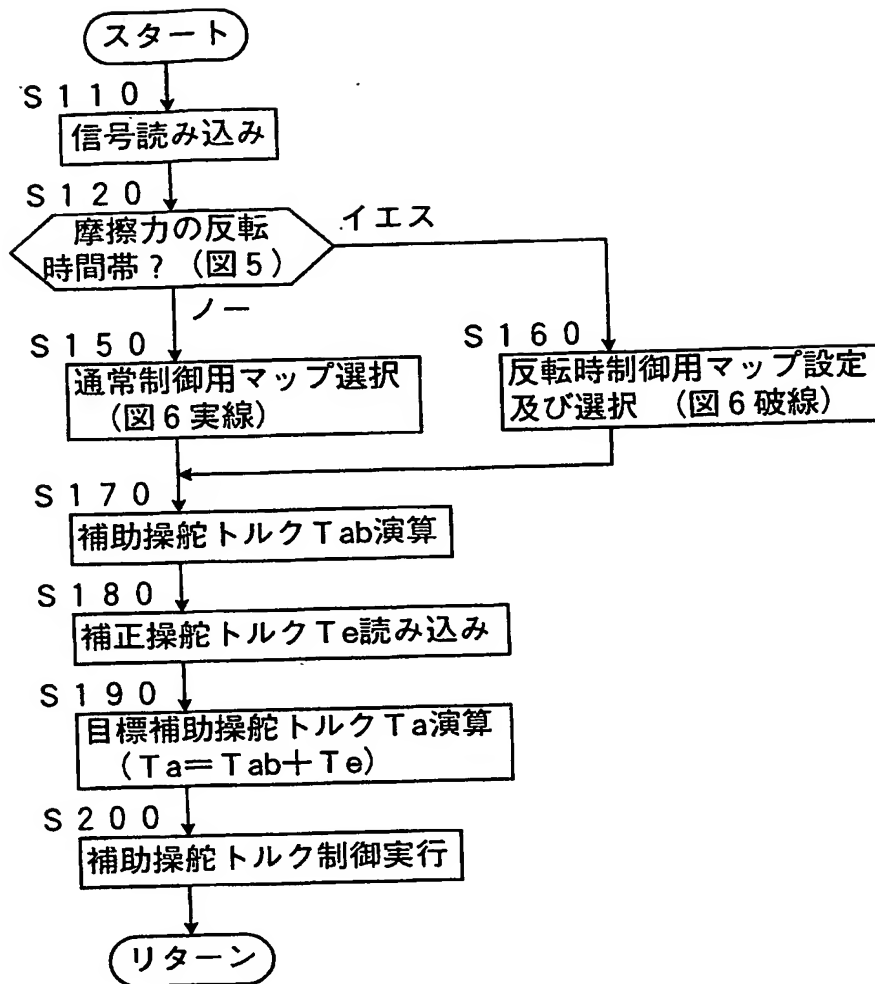 スタート
S110
信号読み込み
S120
摩擦力の反転
時間帯?(図5)
イエス
ノー
S150
通常制御用マップ選択
(図6実線)
S160
反転時制御用マップ設定
及び選択 (図6破線)
S170
補助操舵トルクTab演算
S180
補正操舵トルクTe読み込み
S190
目標補助操舵トルクTa演算
(Ta=Tab+Te)
S200
補助操舵トルク制御実行
リターン